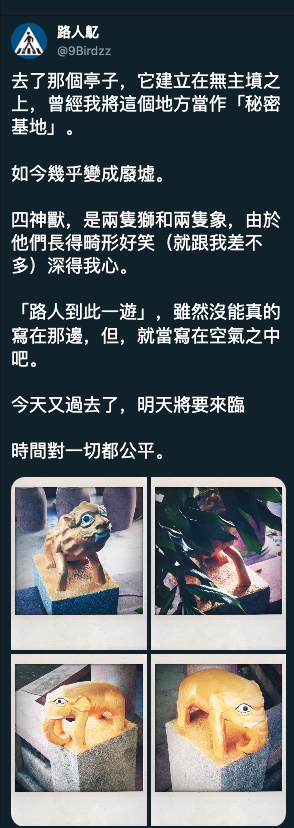 路人鳦
@9Birdzz
去了那個亭子，它建立在無主墳之
上，曾經我將這個地方當作「秘密
基地」。
如今幾乎變成廢墟。
四神獸，是兩隻獅和兩隻象，由於
他們長得畸形好笑（就跟我差不
多）深得我心。
「路人到此一遊」，雖然沒能真的
寫在那邊，但，就當寫在空氣之中
吧。
今天又過去了，明天將要來臨
時間對一切都公平。